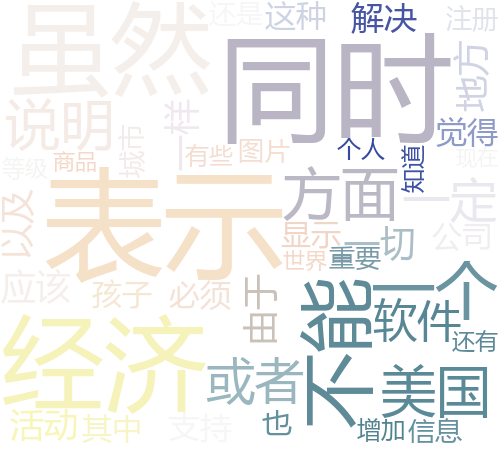 还是
这种
解决
注册
虽然
同时
地方
说明
一样
觉得
城市
个人
有些
图片
现在
等级
商品
知道
表示
方面
一定
以及
显示
一切
公司
世界
重要
应该
孩子
必须
由于
不能
一个
软件
经济
还有
或者
美国
活动
其中
支持
也
增加
信息